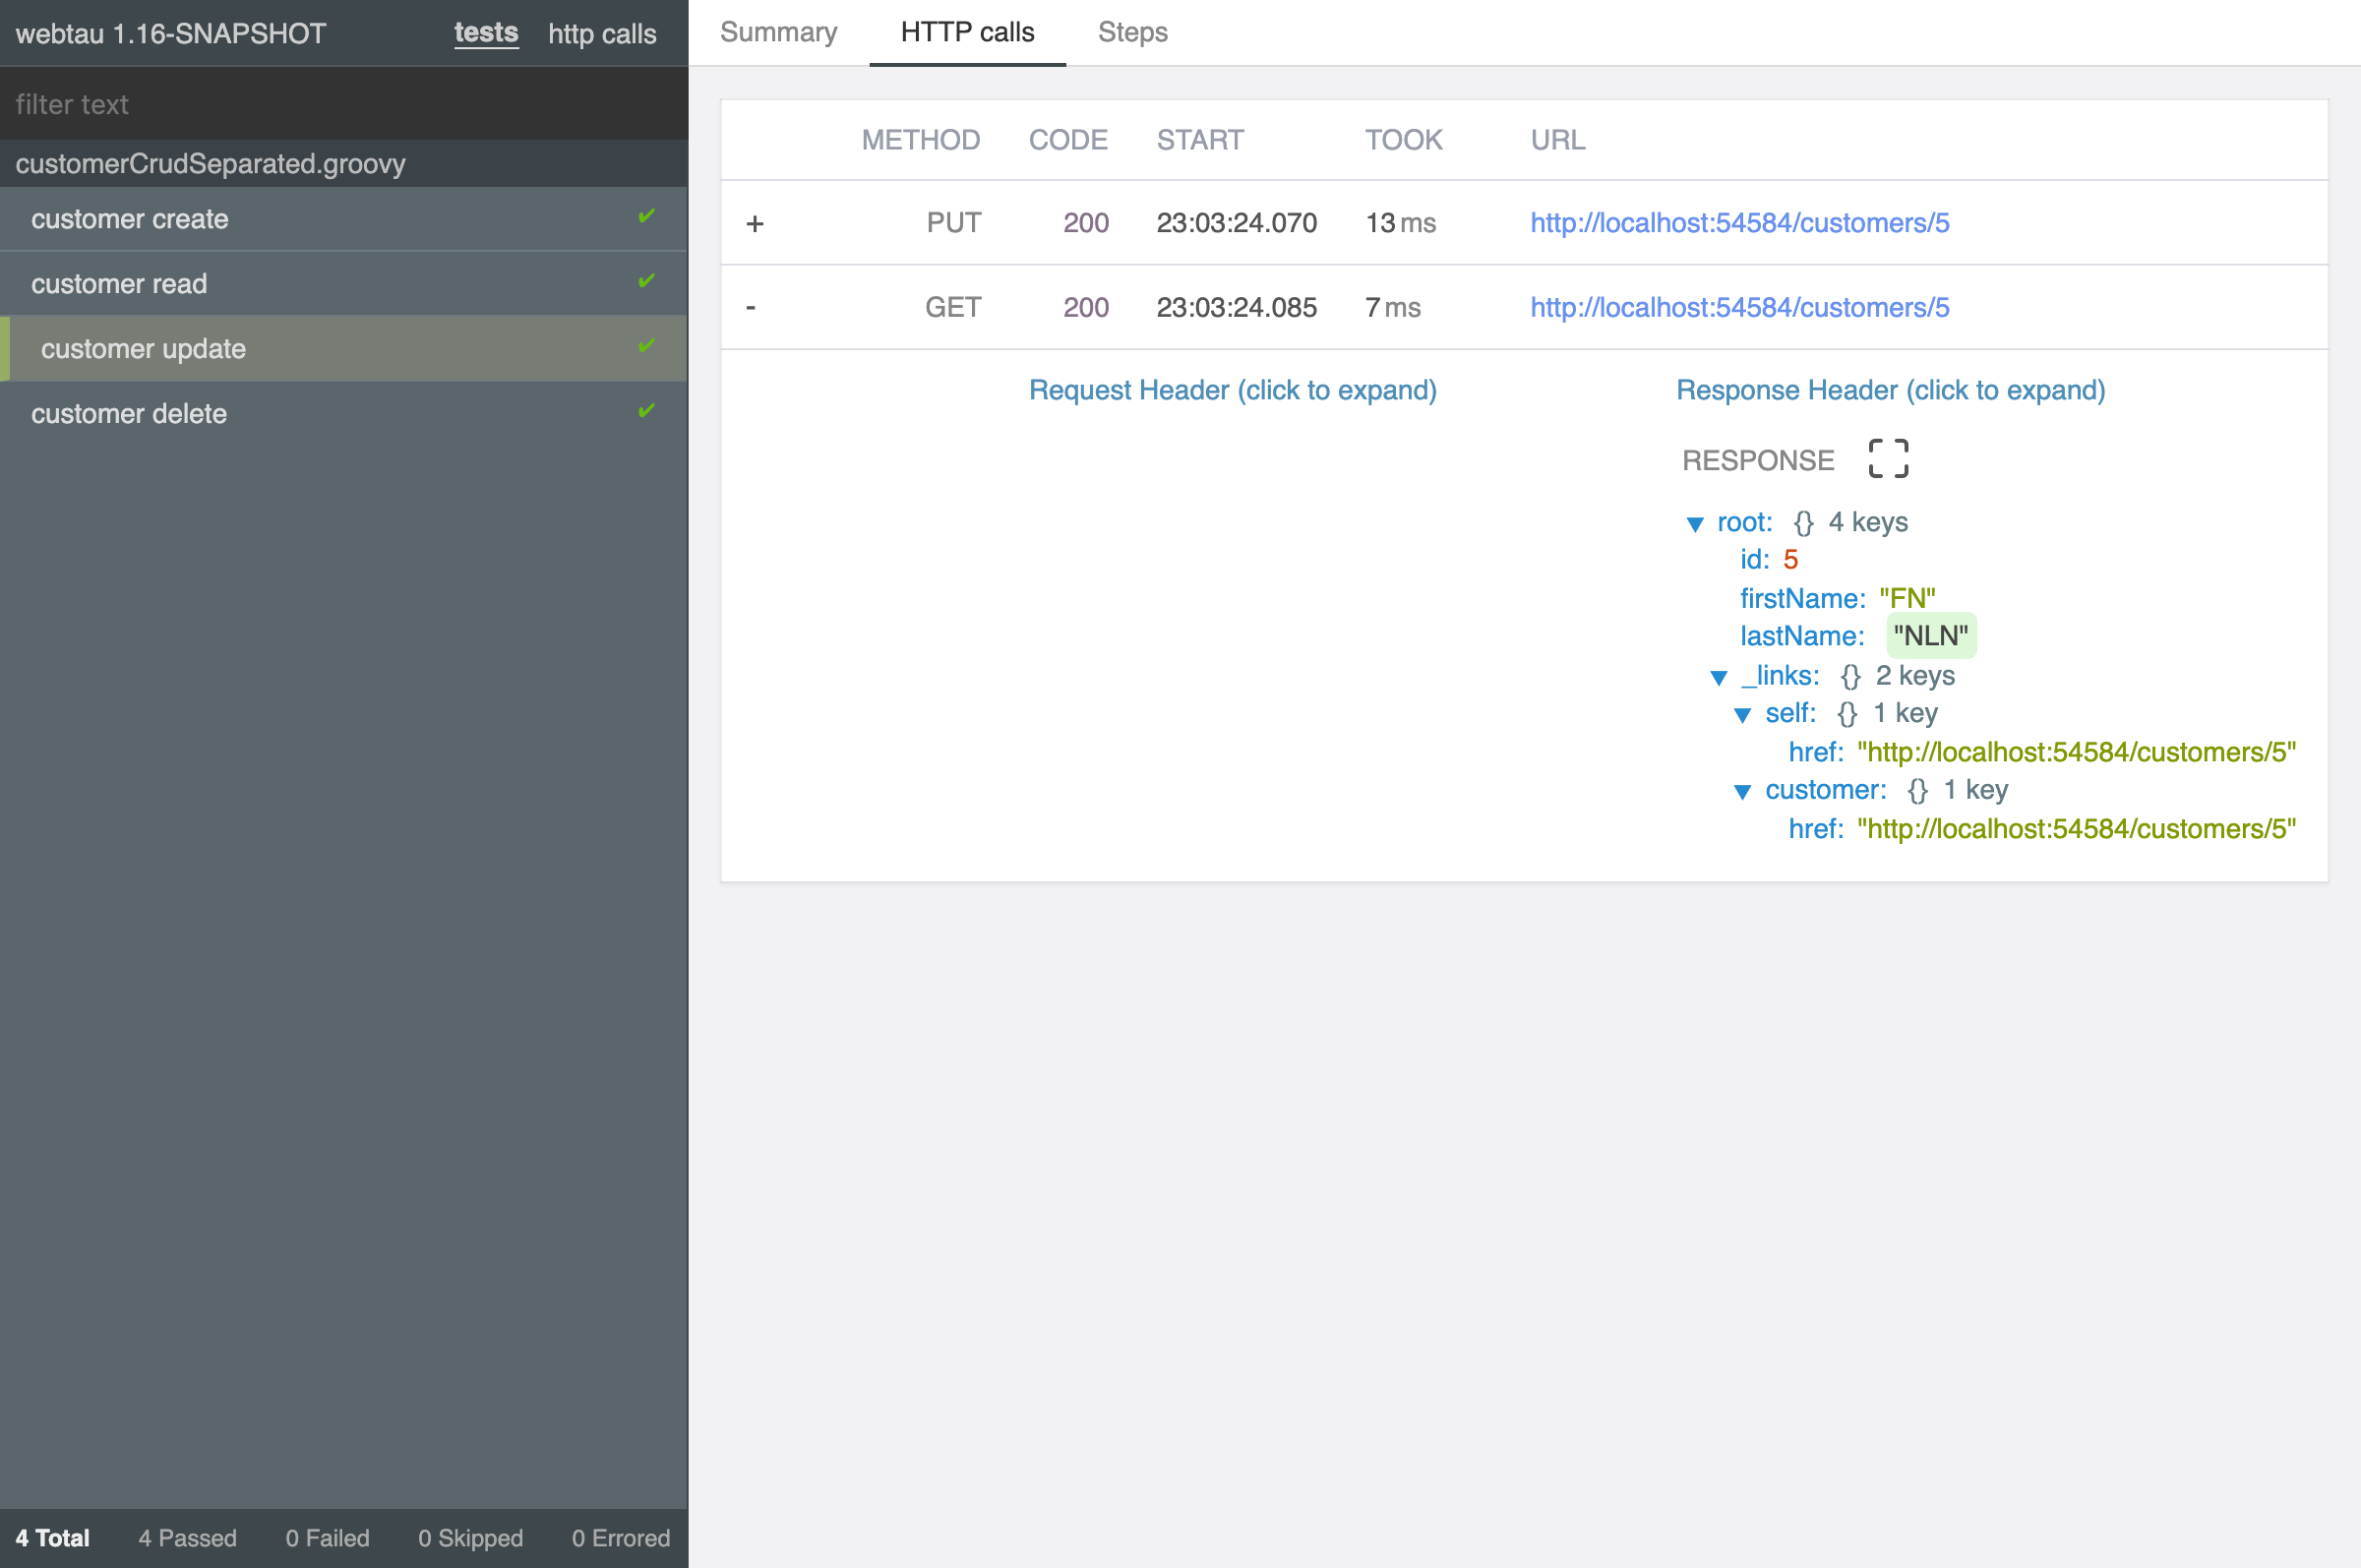 webtau 1.16-SNAPSHOT tests http calls
filter text
customerCrudSeparated.groovy
customer create ✔
customer read ✔
customer update ✔
customer delete ✔
4 Total 4 Passed 0 Failed 0 Skipped 0 Errored
Summary HTTP calls Steps
METHOD CODE START TOOK URL
+ PUT 200 23:03:24.070 13 ms http://localhost:54584/customers/5
- GET 200 23:03:24.085 7 ms http://localhost:54584/customers/5
Request Header (click to expand) Response Header (click to expand)
RESPONSE
▼ root: {} 4 keys
id: 5
firstName: "FN"
lastName: "NLN"
▼ _links: {} 2 keys
▼ self: {} 1 key
href: "http://localhost:54584/customers/5"
▼ customer: {} 1 key
href: "http://localhost:54584/customers/5"